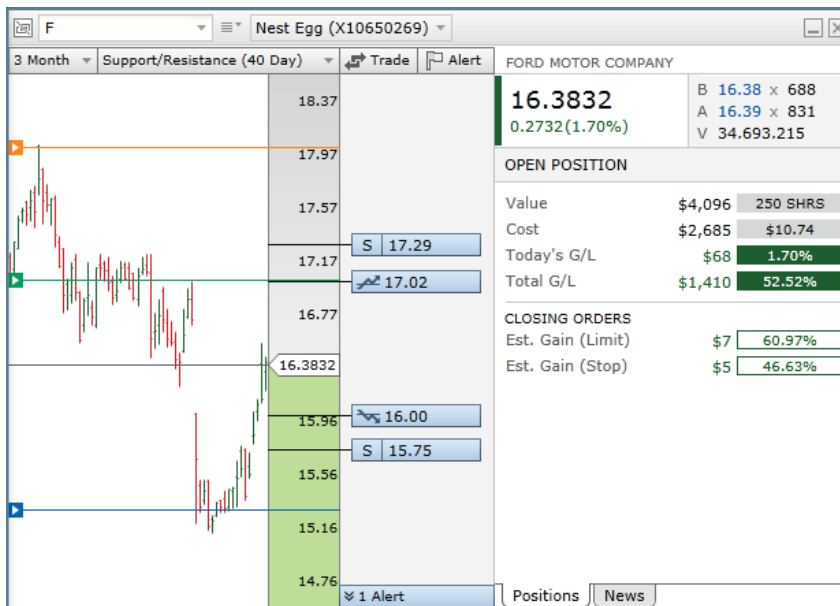 F
Nest Egg (X10650269)
3 Month
Support/Resistance (40 Day)
Trade
Alert
18.37
17.97
17.57
17.17
16.77
16.3832
15.96
15.56
15.16
14.76
S 17.29
17.02
16.00
S 15.75
1 Alert
FORD MOTOR COMPANY
16.3832
0.2732(1.70%)
B 16.38 x 688
A 16.39 x 831
V 34.693.215
OPEN POSITION
Value $4,096 250 SHRS
Cost $2,685 $10.74
Today's G/L $68 1.70%
Total G/L $1,410 52.52%
CLOSING ORDERS
Est. Gain (Limit) $7 60.97%
Est. Gain (Stop) $5 46.63%
Positions
News